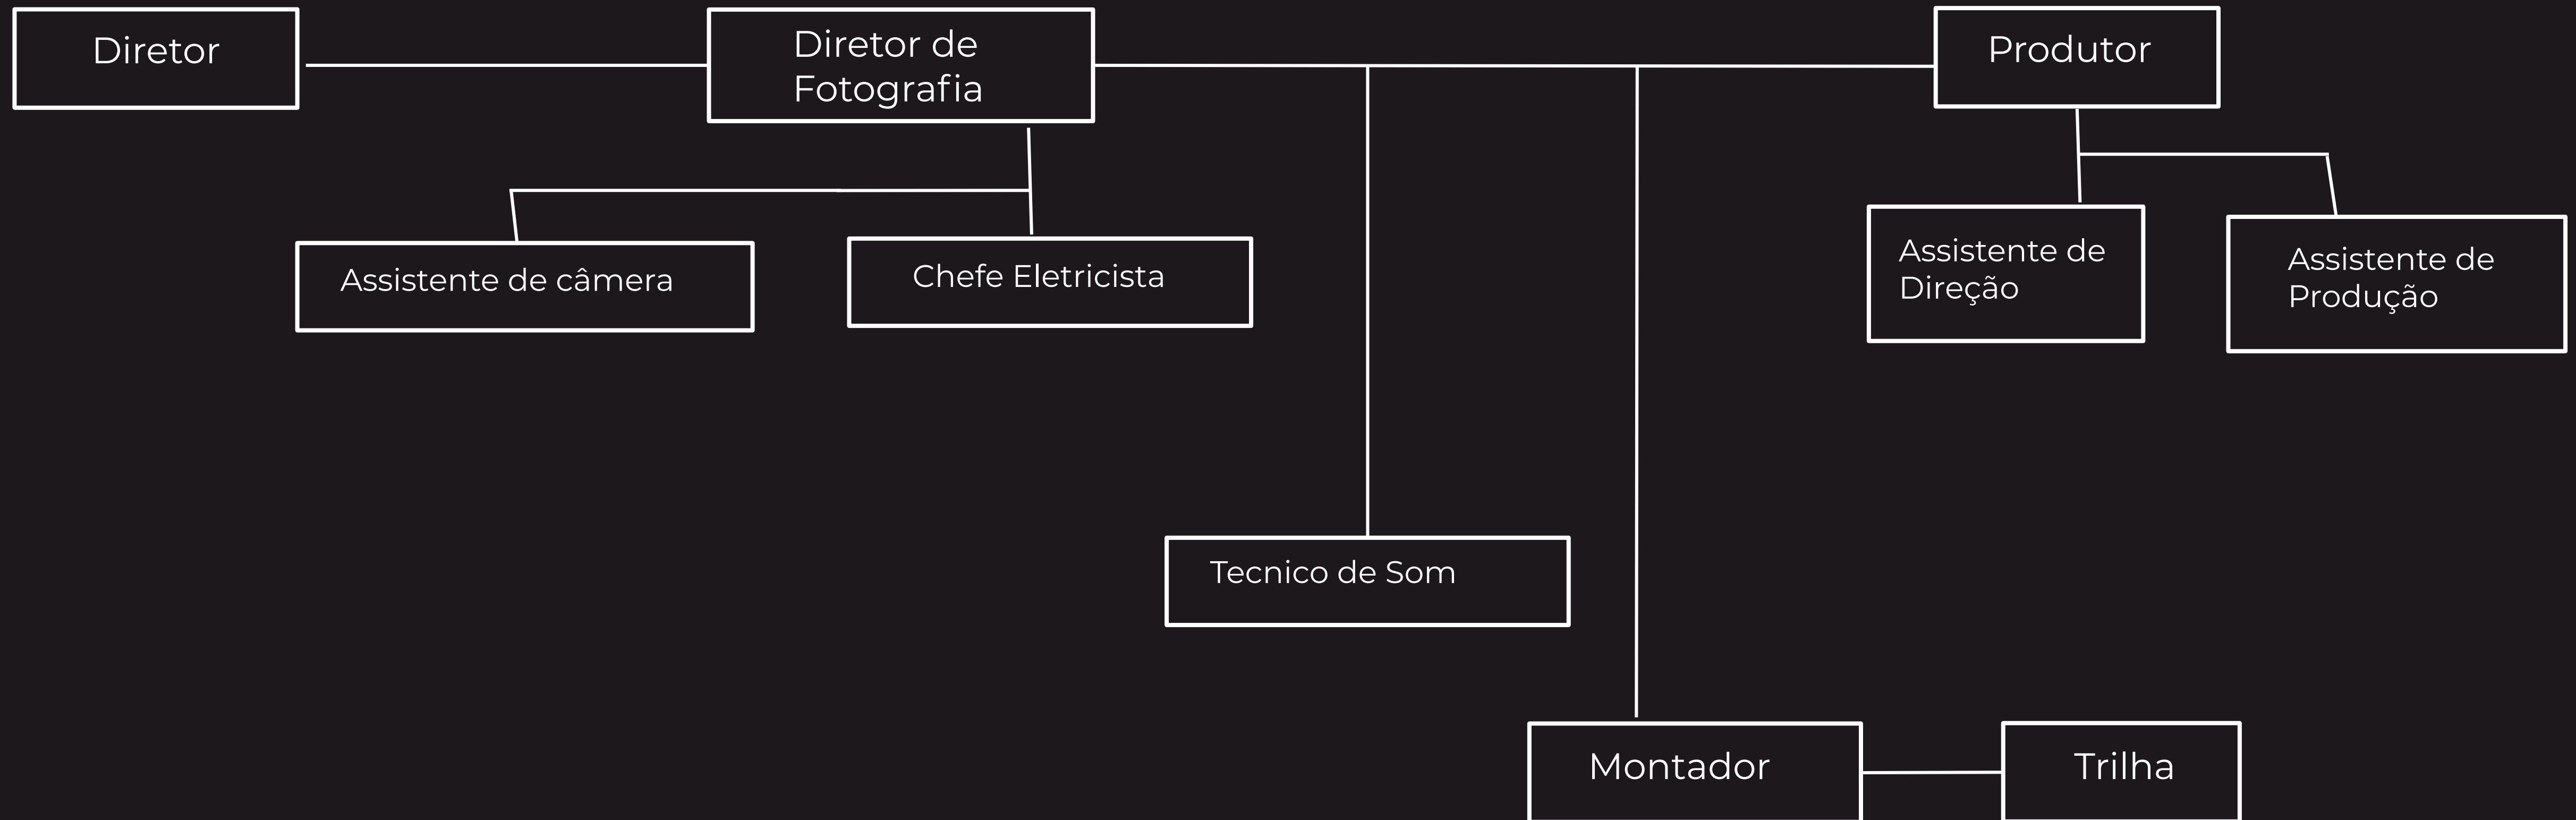 Diretor
Diretor de
Fotografia
Produtor
Assistente de câmera
Chefe Eletricista
Assistente de
Direção
Assistente de
Produção
Tecnico de Som
Montador
Trilha